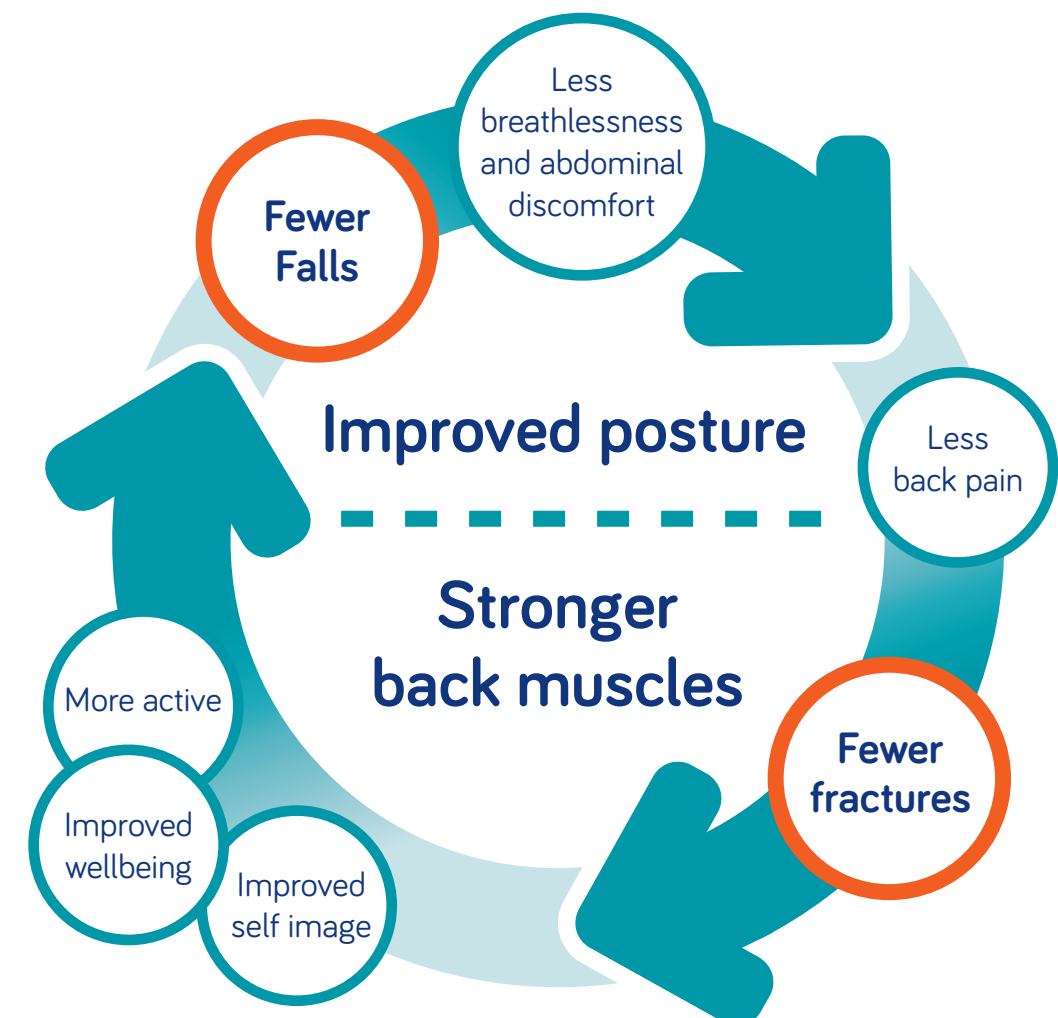 Less
breathlessness
and abdominal
discomfort
Fewer
Falls
Improved posture
Less
back pain
Stronger
back muscles
Fewer
fractures
More active
Improved
wellbeing
Improved
self image